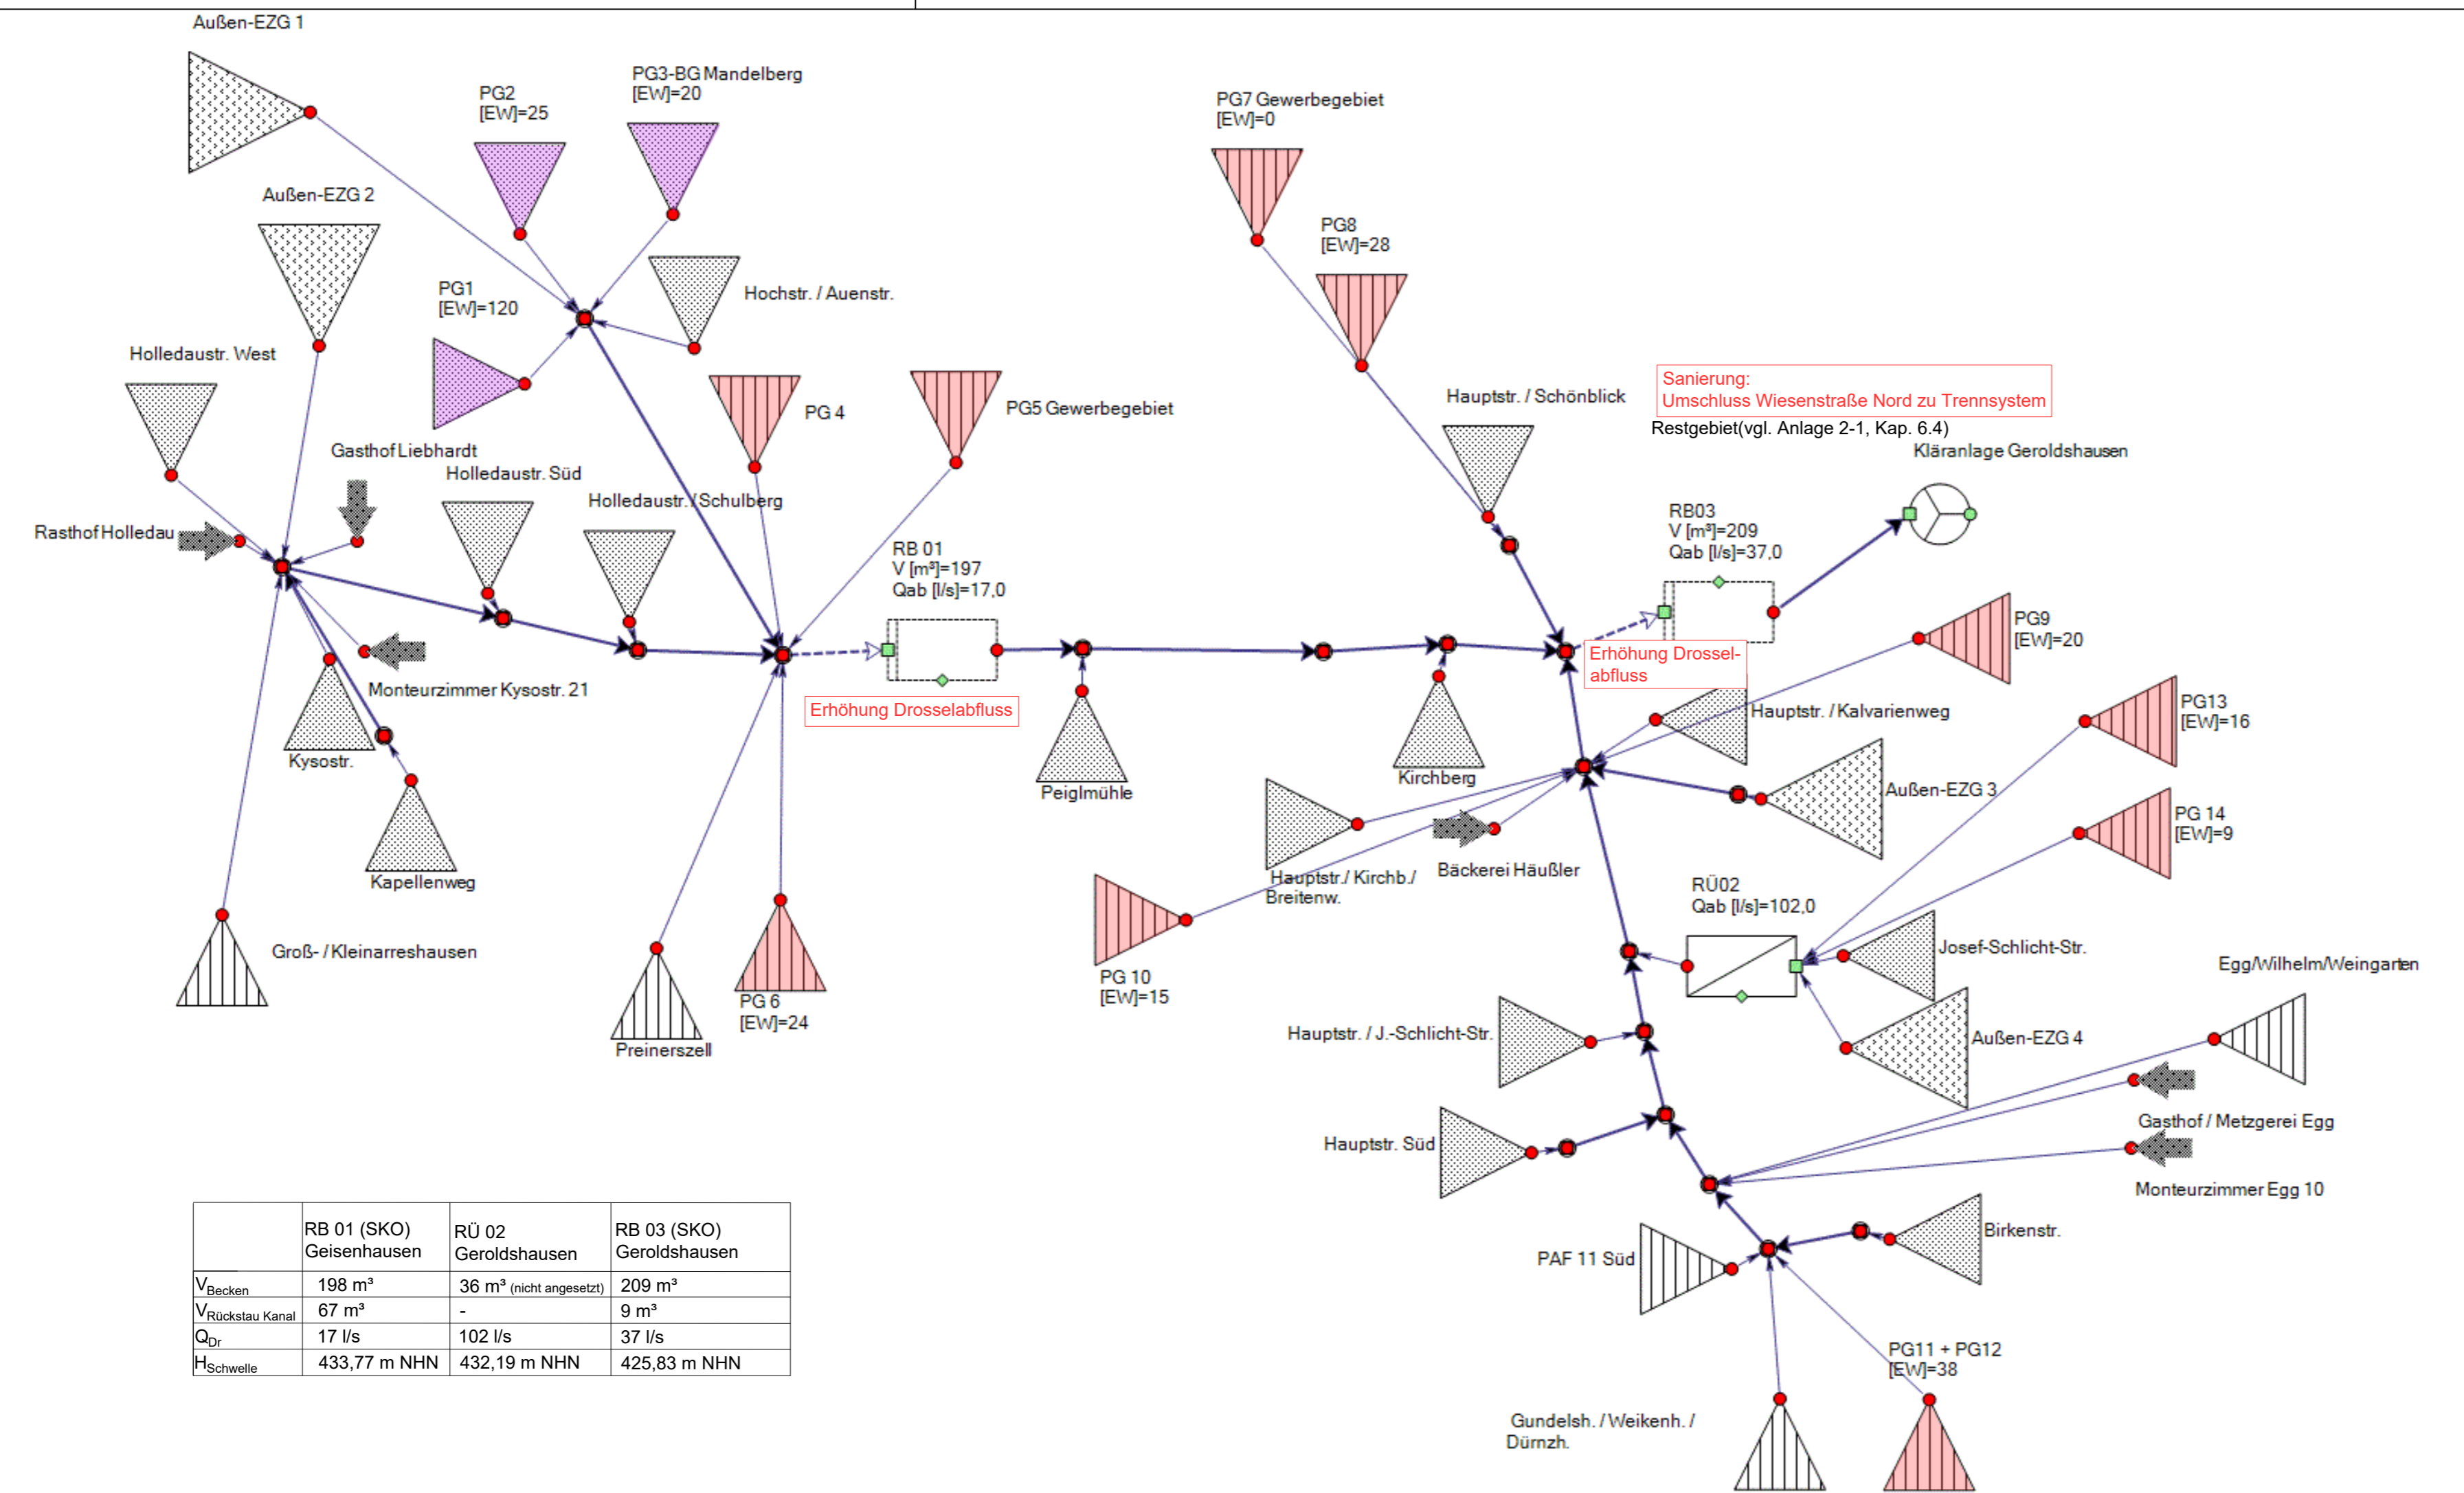 Außen-EZG 1
PG3-BG Mandelberg
[EW]=20
PG2
[EW]=25
PG7 Gewerbegebiet
[EW]=0
Außen-EZG 2
PG8
[EW]=28
PG1
[EW]=120
Hochstr. / Auenstr.
Holledaustr. West
Sanierung:
Umschluss Wiesenstraße Nord zu Trennsystem
Restgebiet(vgl. Anlage 2-1, Kap. 6.4)
Hauptstr. / Schönblick
PG 4
PG5 Gewerbegebiet
Gasthof Liebhardt
Kläranlage Geroldshausen
Holledaustr. Süd
Holledaustr. / Schulberg
Rasthof Holledau
RB 01
V [m³]=197
Qab [l/s]=17,0
RB03
V [m³]=209
Qab [l/s]=37,0
PG9
[EW]=20
Erhöhung Drossel-
abfluss
Monteurzimmer Kysostr. 21
Erhöhung Drosselabfluss
Hauptstr. / Kalvarienweg
PG13
[EW]=16
Kysostr.
Peiglmühle
Kirchberg
Außen-EZG 3
PG 14
[EW]=9
Kapellenweg
Hauptstr./ Kirchb./
Breitenw.
Bäckerei Häußler
RÜ02
Qab [l/s]=102,0
Groß- / Kleinarreshausen
Josef-Schlicht-Str.
Egg/Wilhelm/Weingarten
PG 10
[EW]=15
PG 6
[EW]=24
Preinerszell
Hauptstr. / J.-Schlicht-Str.
Außen-EZG 4
Gasthof / Metzgerei Egg
Hauptstr. Süd
Monteurzimmer Egg 10
Birkenstr.
PAF 11 Süd
PG11 + PG12
[EW]=38
Gundelsh. / Weikenh. /
Dürnzh.
RB 01 (SKO) Geisenhausen RÜ 02 Geroldshausen RB 03 (SKO) Geroldshausen
VBecken 198 m³ 36 m³ (nicht angesetzt) 209 m³
VRückstau Kanal 67 m³ - 9 m³
QDr 17 l/s 102 l/s 37 l/s
HSchwelle 433,77 m NHN 432,19 m NHN 425,83 m NHN